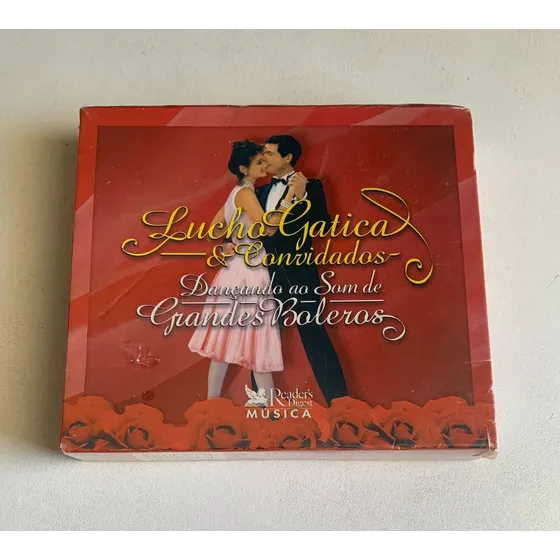 Lucho Gatica
& Convidados
Dançando ao Som de
Grandes Boleros
Reader's
Digest
MÚSICA